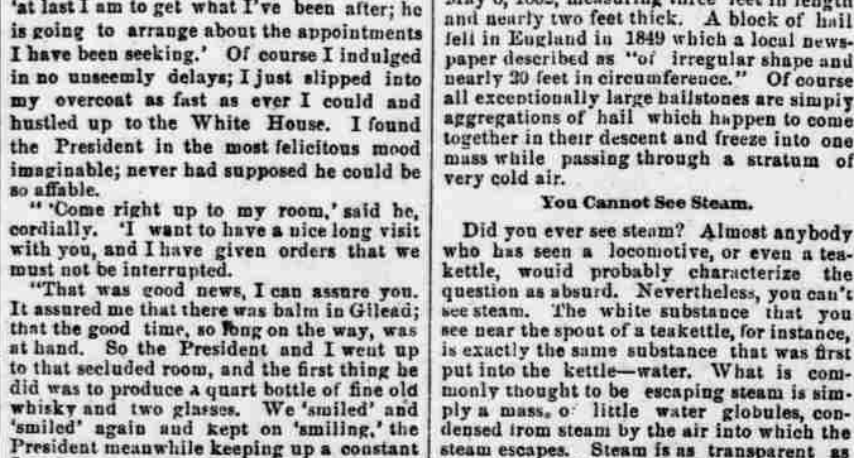 'at last I am to get what I've been after; he
is going to arrange about the appointments
I have been seeking.' Of course I indulged
in no unseemly delays; I just slipped into
my overcoat as fast as ever I could and
hustled up to the White House. I found
the President in the most felicitous mood
imaginable; never had supposed he could be
so affable.
"'Come right up to my room,' said he,
cordially. 'I want to have a nice long visit
with you, and I have given orders that we
must not be interrupted.
"That was good news, I can assure you.
It assured me that there was balm in Gilead;
that the good time, so long on the way, was
at hand. So the President and I went up
to that secluded room, and the first thing he
did was to produce a quart bottle of fine old
whisky and two glasses. We 'smiled' and
'smiled' again and kept on 'smiling,' the
President meanwhile keeping up a constant
measuring three feet in length
and nearly two feet thick. A block of hail
fell in England in 1849 which a local news-
paper described as "of irregular shape and
nearly 20 feet in circumference." Of course
all exceptionally large hailstones are simply
aggregations of hail which happen to come
together in their descent and freeze into one
mass while passing through a stratum of
very cold air.
You Cannot See Steam.
Did you ever see steam? Almost anybody
who has seen a locomotive, or even a tea-
kettle, would probably characterize the
question as absurd. Nevertheless, you can't
see steam. The white substance that you
see near the spout of a teakettle, for instance,
is exactly the same substance that was first
put into the kettle—water. What is com-
monly thought to be escaping steam is sim-
ply a mass, o little water globules, con-
densed from steam by the air into which the
steam escapes. Steam is as transparent as